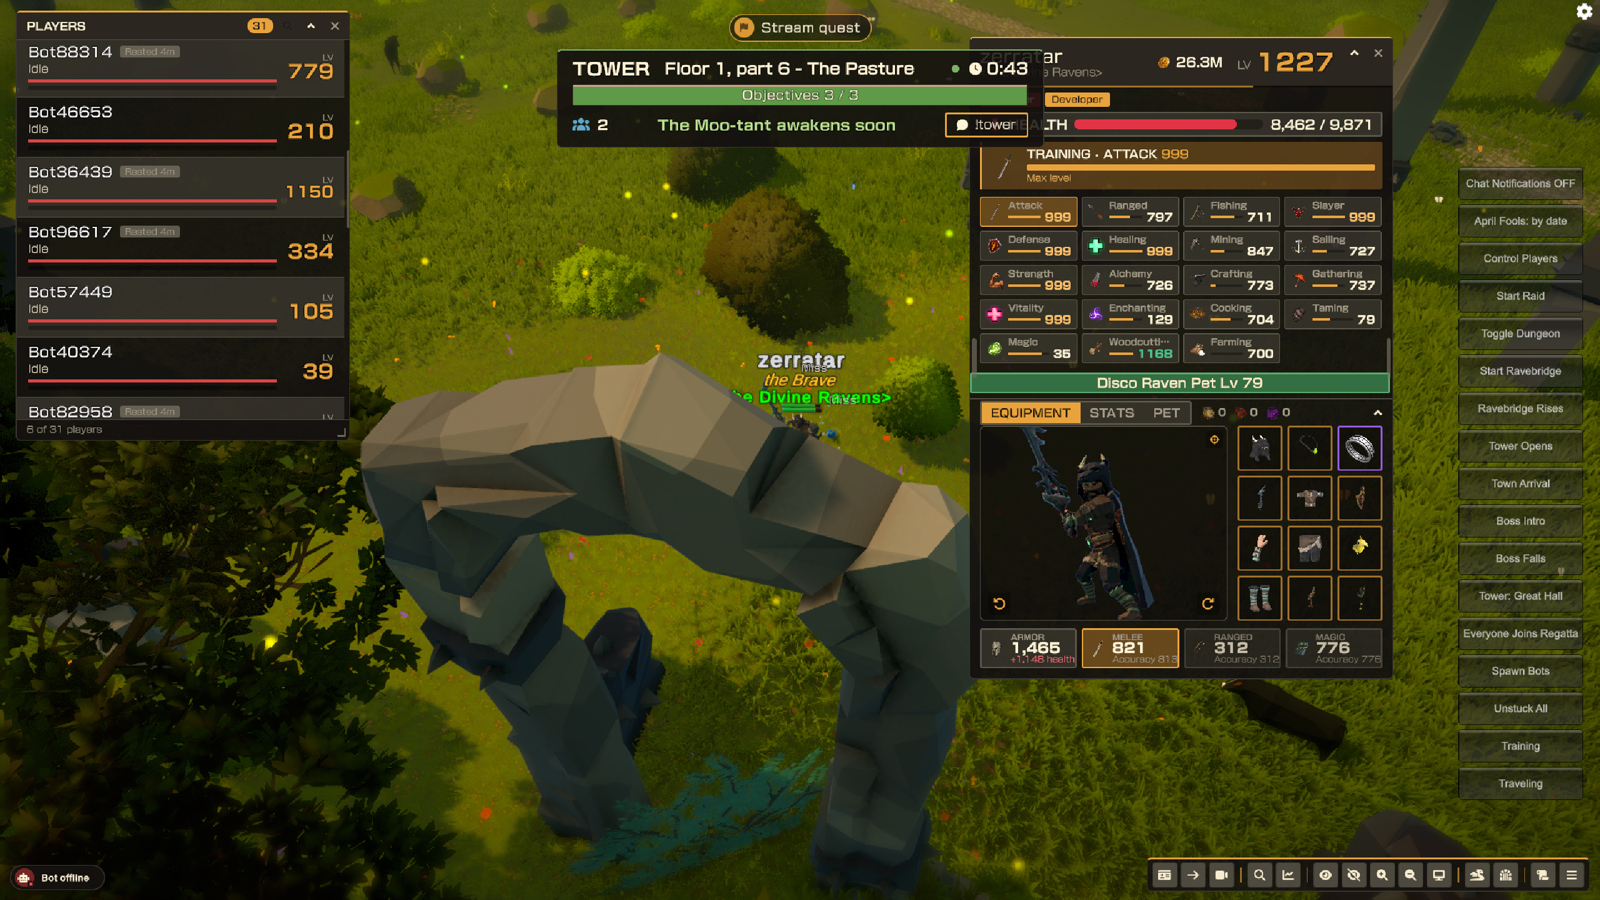 PLAYERS
31
Bot88314 Rested 4m
Idle
LV
779
Bot46653
Idle
LV
210
Bot36439 Rested 4m
Idle
LV
1150
Bot96617 Rested 4m
Idle
LV
334
Bot57449
Idle
LV
105
Bot40374
Idle
LV
39
Bot82958 Rested 4m
LV
6 of 31 players
Stream quest
TOWER Floor 1, part 6 - The Pasture 0:43
Objectives 3 / 3
2 The Moo-tant awakens soon !tower
zerratar
the Brave
The Divine Ravens>
Miss
Miss
zerratar
Ravens>
26.3M LV 1227
Developer
8,462 / 9,871
TRAINING · ATTACK 999
Max level
Attack 999
Ranged 797
Fishing 711
Slayer 999
Defense 999
Healing 999
Mining 847
Sailing 727
Strength 999
Alchemy 726
Crafting 773
Gathering 737
Vitality 999
Enchanting 129
Cooking 704
Taming 79
Magic 35
Woodcutti... 1168
Farming 700
Disco Raven Pet Lv 79
EQUIPMENT STATS PET 0 0 0
ARMOR
1,465
+1,148 health
MELEE
821
Accuracy 813
RANGED
312
Accuracy 312
MAGIC
776
Accuracy 776
Chat Notifications OFF
April Fools: by date
Control Players
Start Raid
Toggle Dungeon
Start Ravebridge
Ravebridge Rises
Tower Opens
Town Arrival
Boss Intro
Boss Falls
Tower: Great Hall
Everyone Joins Regatta
Spawn Bots
Unstuck All
Training
Traveling
Bot offline